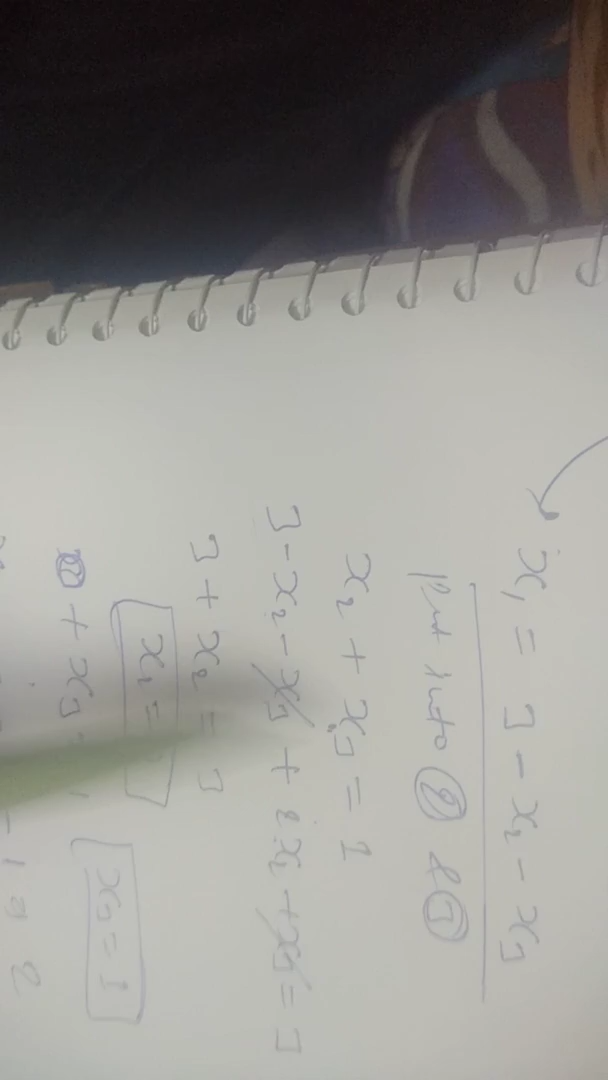 x₁ = 3 - x₂ - x₃
Put into ② & ③
x₂ + x₃ = 1
3 - x₂ - x₃ + 2x₂ + x₃ = 3
3 + x₂ = 3
x₂ =
+ x₃ x₃ = 1